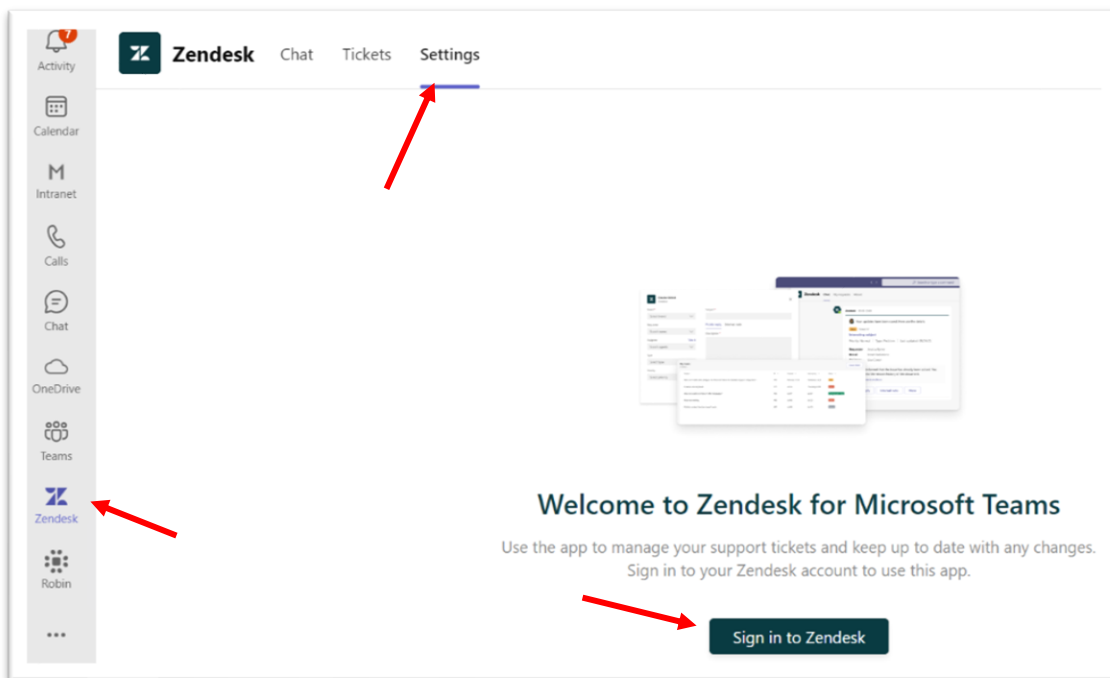 7
Activity
Calendar
M
Intranet
Calls
Chat
OneDrive
Teams
Zendesk
Robin
Zendesk Chat Tickets Settings
Zendesk
Welcome to Zendesk for Microsoft Teams
Use the app to manage your support tickets and keep up to date with any changes.
Sign in to your Zendesk account to use this app.
Sign in to Zendesk